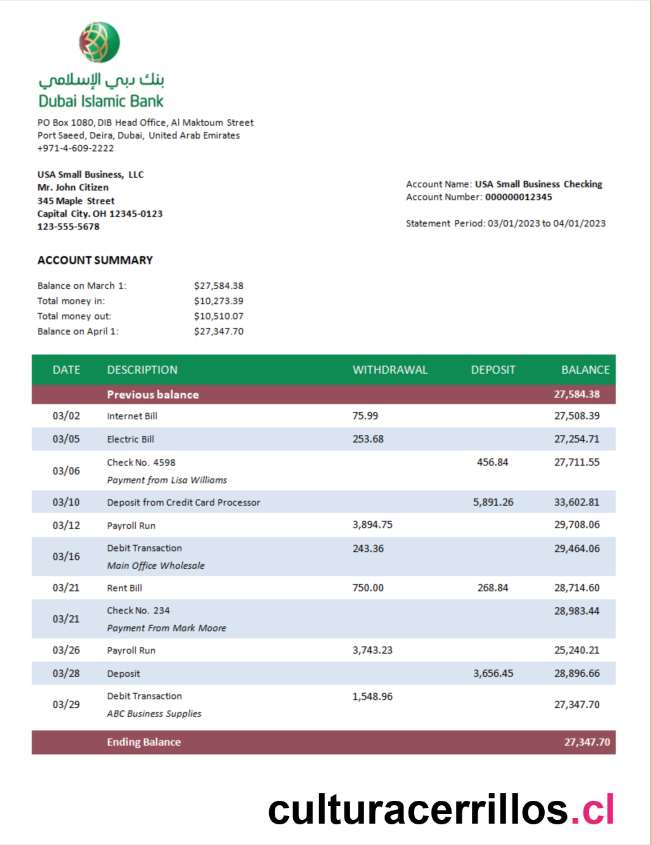 بنك دبي الإسلامي
Dubai Islamic Bank
PO Box 1080, DIB Head Office, Al Maktoum Street
Port Saeed, Deira, Dubai, United Arab Emirates
+971-4-609-2222
USA Small Business, LLC
Mr. John Citizen
345 Maple Street
Capital City. OH 12345-0123
123-555-5678
Account Name: USA Small Business Checking
Account Number: 000000012345
Statement Period: 03/01/2023 to 04/01/2023
ACCOUNT SUMMARY
Balance on March 1: $27,584.38
Total money in: $10,273.39
Total money out: $10,510.07
Balance on April 1: $27,347.70
DATE DESCRIPTION WITHDRAWAL DEPOSIT BALANCE
Previous balance 27,584.38
03/02 Internet Bill 75.99 27,508.39
03/05 Electric Bill 253.68 27,254.71
03/06 Check No. 4598 456.84 27,711.55
Payment from Lisa Williams
03/10 Deposit from Credit Card Processor 5,891.26 33,602.81
03/12 Payroll Run 3,894.75 29,708.06
03/16 Debit Transaction 243.36 29,464.06
Main Office Wholesale
03/21 Rent Bill 750.00 268.84 28,714.60
03/21 Check No. 234 28,983.44
Payment From Mark Moore
03/26 Payroll Run 3,743.23 25,240.21
03/28 Deposit 3,656.45 28,896.66
03/29 Debit Transaction 1,548.96 27,347.70
ABC Business Supplies
Ending Balance 27,347.70
culturacerrillos.cl